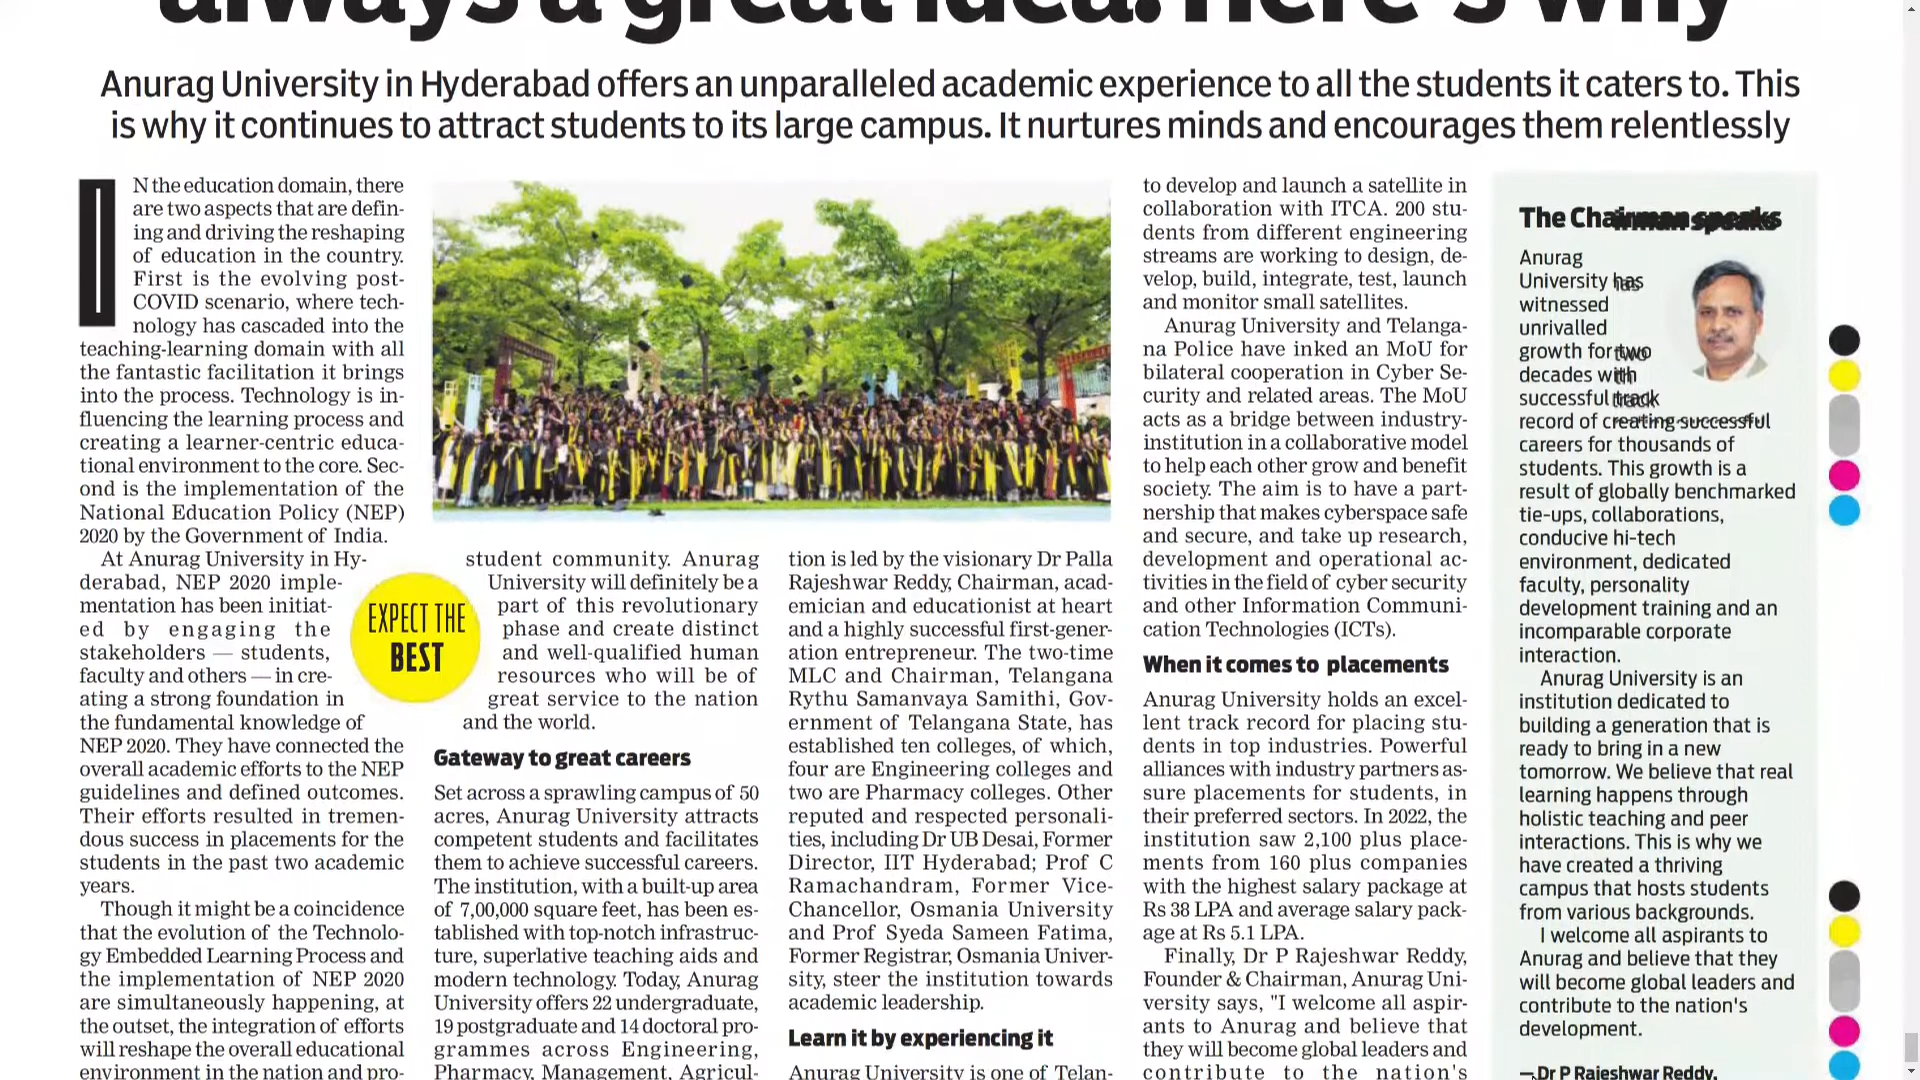 always a great idea. Here's why
Anurag University in Hyderabad offers an unparalleled academic experience to all the students it caters to. This
is why it continues to attract students to its large campus. It nurtures minds and encourages them relentlessly
IN the education domain, there
are two aspects that are defin-
ing and driving the reshaping
of education in the country.
First is the evolving post-
COVID scenario, where tech-
nology has cascaded into the
teaching-learning domain with all
the fantastic facilitation it brings
into the process. Technology is in-
fluencing the learning process and
creating a learner-centric educa-
tional environment to the core. Sec-
ond is the implementation of the
National Education Policy (NEP)
2020 by the Government of India.
At Anurag University in Hy-
derabad, NEP 2020 imple-
mentation has been initiat-
ed by engaging the
stakeholders — students,
faculty and others — in cre-
ating a strong foundation in
the fundamental knowledge of
NEP 2020. They have connected the
overall academic efforts to the NEP
guidelines and defined outcomes.
Their efforts resulted in tremen-
dous success in placements for the
students in the past two academic
years.
Though it might be a coincidence
that the evolution of the Technolo-
gy Embedded Learning Process and
the implementation of NEP 2020
are simultaneously happening, at
the outset, the integration of efforts
will reshape the overall educational
environment in the nation and pro-
EXPECT THE
BEST
student community. Anurag
University will definitely be a
part of this revolutionary
phase and create distinct
and well-qualified human
resources who will be of
great service to the nation
and the world.
Gateway to great careers
Set across a sprawling campus of 50
acres, Anurag University attracts
competent students and facilitates
them to achieve successful careers.
The institution, with a built-up area
of 7,00,000 square feet, has been es-
tablished with top-notch infrastruc-
ture, superlative teaching aids and
modern technology. Today, Anurag
University offers 22 undergraduate,
19 postgraduate and 14 doctoral pro-
grammes across Engineering,
Pharmacy, Management, Agricul-
tion is led by the visionary Dr Palla
Rajeshwar Reddy, Chairman, acad-
emician and educationist at heart
and a highly successful first-gener-
ation entrepreneur. The two-time
MLC and Chairman, Telangana
Rythu Samanvaya Samithi, Gov-
ernment of Telangana State, has
established ten colleges, of which,
four are Engineering colleges and
two are Pharmacy colleges. Other
reputed and respected personali-
ties, including Dr UB Desai, Former
Director, IIT Hyderabad; Prof C
Ramachandram, Former Vice-
Chancellor, Osmania University
and Prof Syeda Sameen Fatima,
Former Registrar, Osmania Univer-
sity, steer the institution towards
academic leadership.
Learn it by experiencing it
Anurag University is one of Telan-
to develop and launch a satellite in
collaboration with ITCA. 200 stu-
dents from different engineering
streams are working to design, de-
velop, build, integrate, test, launch
and monitor small satellites.
Anurag University and Telanga-
na Police have inked an MoU for
bilateral cooperation in Cyber Se-
curity and related areas. The MoU
acts as a bridge between industry-
institution in a collaborative model
to help each other grow and benefit
society. The aim is to have a part-
nership that makes cyberspace safe
and secure, and take up research,
development and operational ac-
tivities in the field of cyber security
and other Information Communi-
cation Technologies (ICTs).
When it comes to placements
Anurag University holds an excel-
lent track record for placing stu-
dents in top industries. Powerful
alliances with industry partners as-
sure placements for students, in
their preferred sectors. In 2022, the
institution saw 2,100 plus place-
ments from 160 plus companies
with the highest salary package at
Rs 38 LPA and average salary pack-
age at Rs 5.1 LPA.
Finally, Dr P Rajeshwar Reddy,
Founder & Chairman, Anurag Uni-
versity says, "I welcome all aspir-
ants to Anurag and believe that
they will become global leaders and
contribute to the nation's
The Chairman speaks
Anurag
University has
witnessed
unrivalled
growth for two
decades with
successful track
record of creating successful
careers for thousands of
students. This growth is a
result of globally benchmarked
tie-ups, collaborations,
conducive hi-tech
environment, dedicated
faculty, personality
development training and an
incomparable corporate
interaction.
Anurag University is an
institution dedicated to
building a generation that is
ready to bring in a new
tomorrow. We believe that real
learning happens through
holistic teaching and peer
interactions. This is why we
have created a thriving
campus that hosts students
from various backgrounds.
I welcome all aspirants to
Anurag and believe that they
will become global leaders and
contribute to the nation's
development.
—Dr P Rajeshwar Reddy,